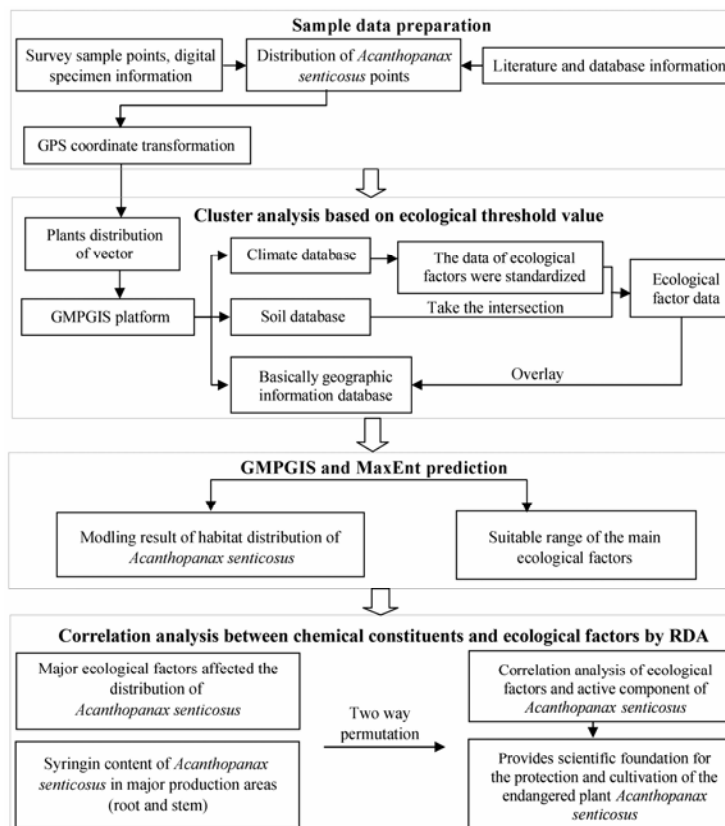 Sample data preparation
Survey sample points, digital
specimen information
Distribution of Acanthopanax
senticosus points
Literature and database information
GPS coordinate transformation
Cluster analysis based on ecological threshold value
Plants distribution
of vector
GMPGIS platform
Climate database
The data of ecological
factors were standardized
Ecological
factor data
Soil database
Take the intersection
Basically geographic
information database
Overlay
GMPGIS and MaxEnt prediction
Modling result of habitat distribution of
Acanthopanax senticosus
Suitable range of the main
ecological factors
Correlation analysis between chemical constituents and ecological factors by RDA
Major ecological factors affected the
distribution of
Acanthopanax senticosus
Syringin content of Acanthopanax
senticosus in major production areas
(root and stem)
Two way
permutation
Correlation analysis of ecological
factors and active component of
Acanthopanax senticosus
Provides scientific foundation for
the protection and cultivation of the
endangered plant Acanthopanax
senticosus